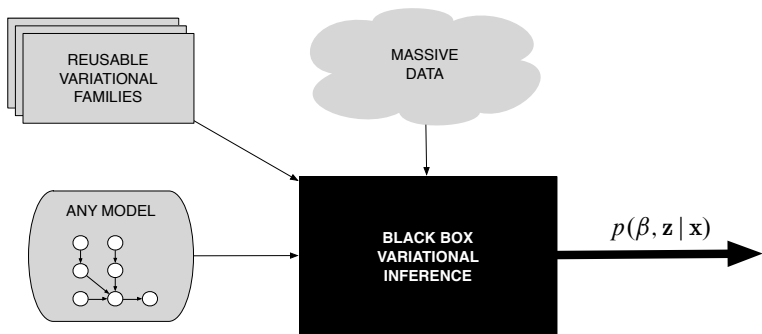 REUSABLE
VARIATIONAL
FAMILIES
MASSIVE
DATA
ANY MODEL
BLACK BOX
VARIATIONAL
INFERENCE
p(β, z | x)